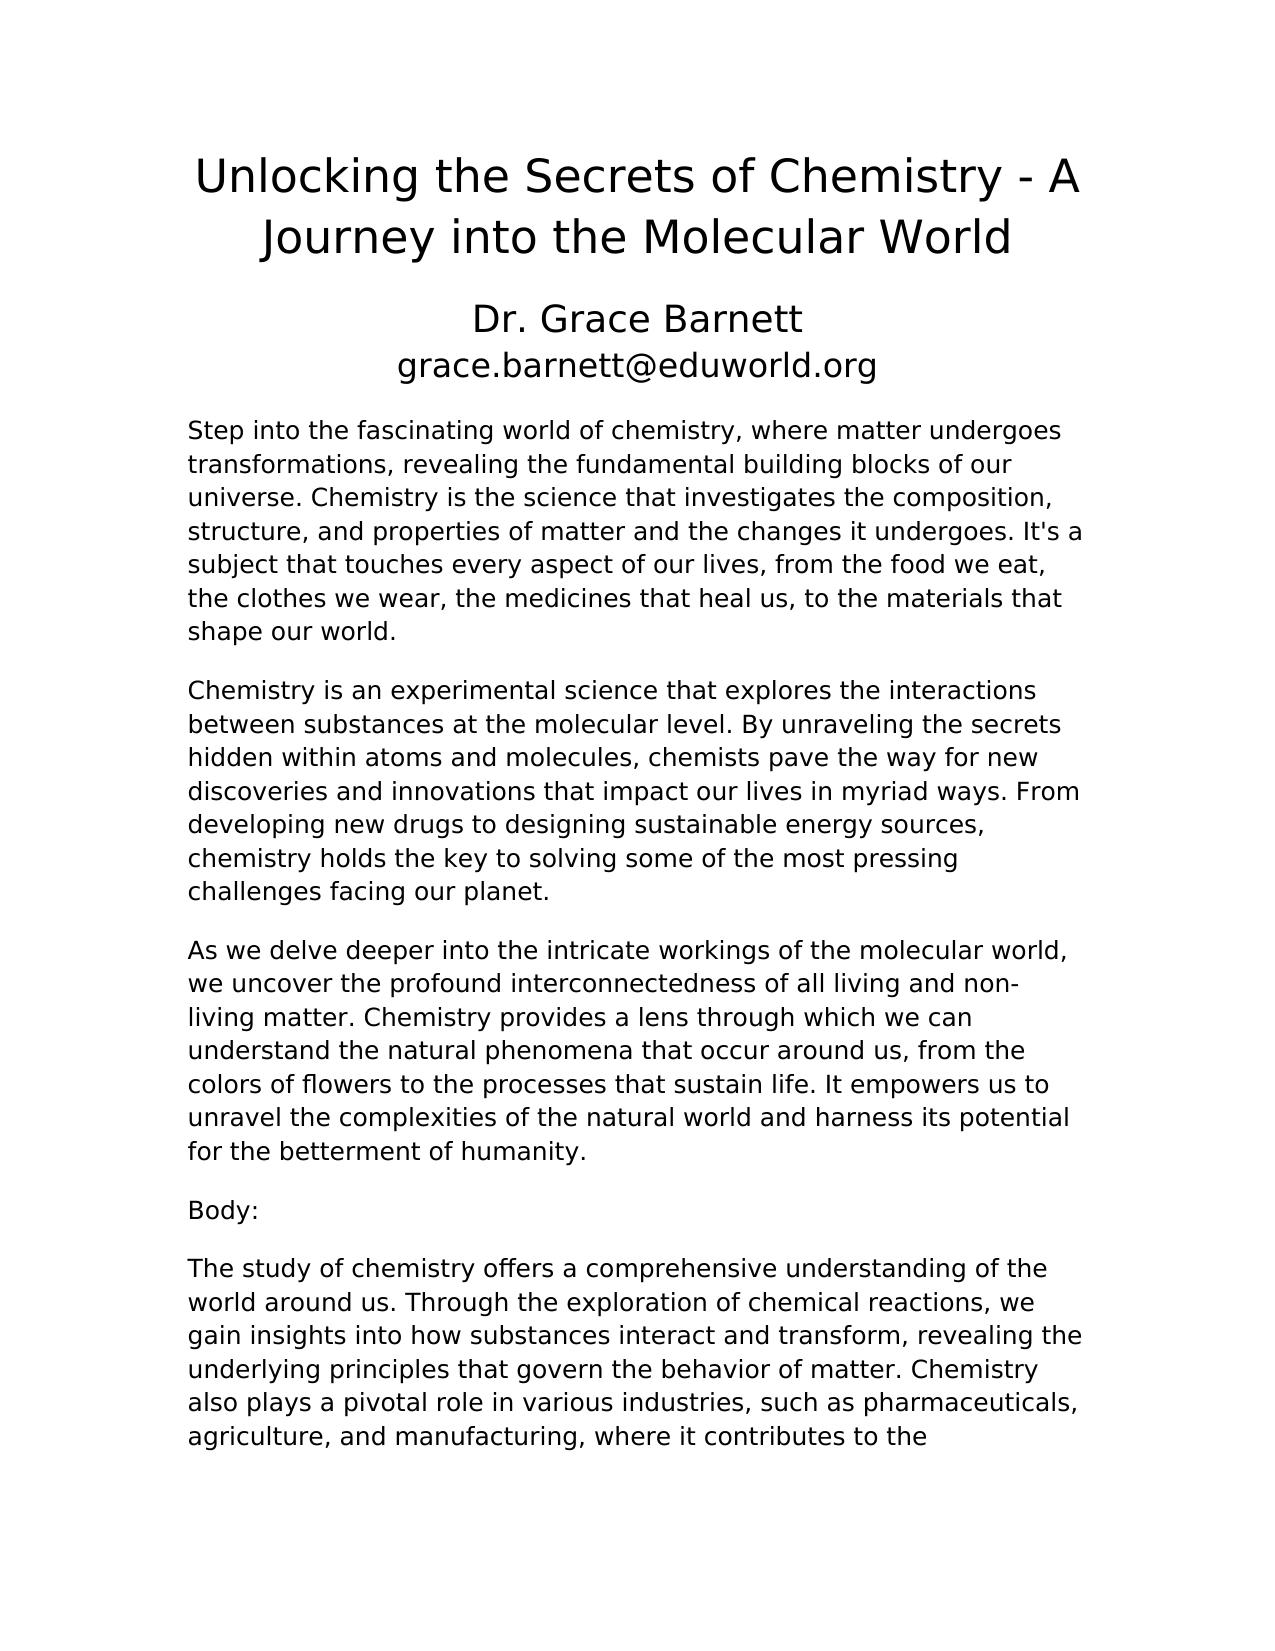 Unlocking the Secrets of Chemistry - A
Journey into the Molecular World
Dr. Grace Barnett
grace.barnett@eduworld.org
Step into the fascinating world of chemistry, where matter undergoes
transformations, revealing the fundamental building blocks of our
universe. Chemistry is the science that investigates the composition,
structure, and properties of matter and the changes it undergoes. It's a
subject that touches every aspect of our lives, from the food we eat,
the clothes we wear, the medicines that heal us, to the materials that
shape our world.
Chemistry is an experimental science that explores the interactions
between substances at the molecular level. By unraveling the secrets
hidden within atoms and molecules, chemists pave the way for new
discoveries and innovations that impact our lives in myriad ways. From
developing new drugs to designing sustainable energy sources,
chemistry holds the key to solving some of the most pressing
challenges facing our planet.
As we delve deeper into the intricate workings of the molecular world,
we uncover the profound interconnectedness of all living and non-
living matter. Chemistry provides a lens through which we can
understand the natural phenomena that occur around us, from the
colors of flowers to the processes that sustain life. It empowers us to
unravel the complexities of the natural world and harness its potential
for the betterment of humanity.
Body:
The study of chemistry offers a comprehensive understanding of the
world around us. Through the exploration of chemical reactions, we
gain insights into how substances interact and transform, revealing the
underlying principles that govern the behavior of matter. Chemistry
also plays a pivotal role in various industries, such as pharmaceuticals,
agriculture, and manufacturing, where it contributes to the